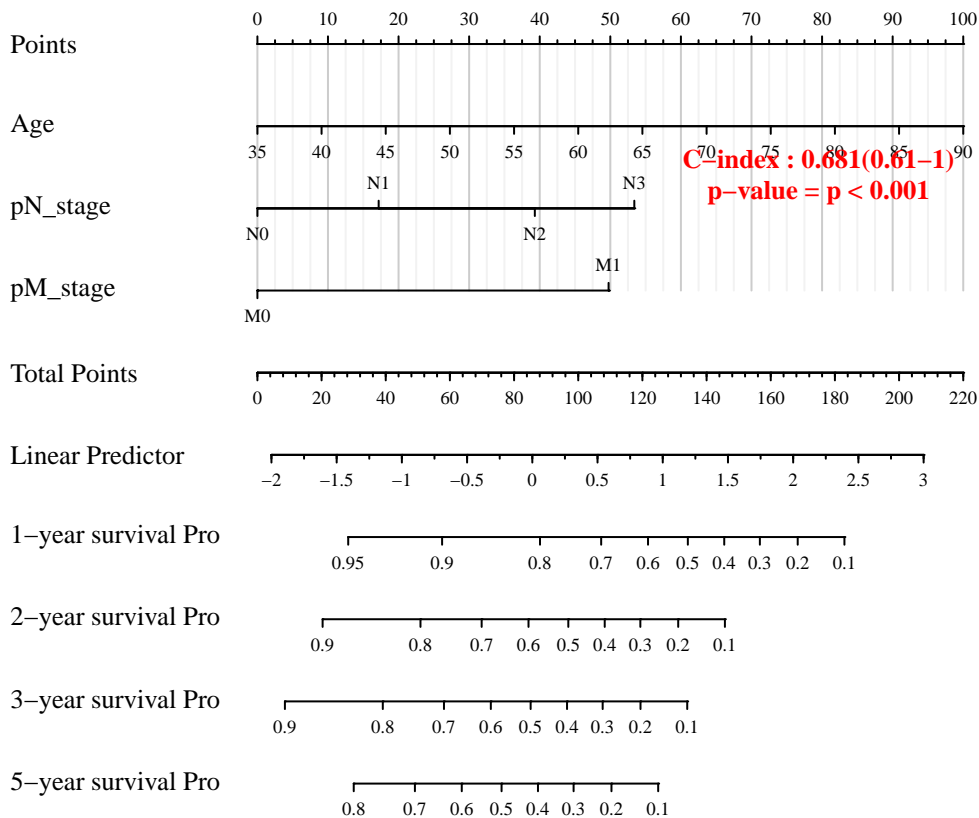 0 10 20 30 40 50 60 70 80 90 100
Points
Age
35 40 45 50 55 60 65 70 75 80 85 90
C−index : 0.681(0.61−1)
p−value = p < 0.001
N1 N3
pN_stage
N0 N2
M1
pM_stage
M0
Total Points
0 20 40 60 80 100 120 140 160 180 200 220
Linear Predictor
−2 −1.5 −1 −0.5 0 0.5 1 1.5 2 2.5 3
1−year survival Pro
0.95 0.9 0.8 0.7 0.6 0.5 0.4 0.3 0.2 0.1
2−year survival Pro
0.9 0.8 0.7 0.6 0.5 0.4 0.3 0.2 0.1
3−year survival Pro
0.9 0.8 0.7 0.6 0.5 0.4 0.3 0.2 0.1
5−year survival Pro
0.8 0.7 0.6 0.5 0.4 0.3 0.2 0.1